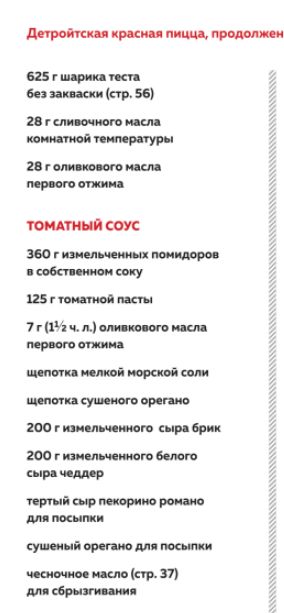 Детройтская красная пицца, продолжен
625 г шарика теста
без закваски (стр. 56)
28 г сливочного масла
комнатной температуры
28 г оливкового масла
первого отжима
ТОМАТНЫЙ СОУС
360 г измельченных помидоров
в собственном соку
125 г томатной пасты
7 г (1½ ч. л.) оливкового масла
первого отжима
щепотка мелкой морской соли
щепотка сушеного орегано
200 г измельченного сыра брик
200 г измельченного белого
сыра чеддер
тертый сыр пекорино романо
для посыпки
сушеный орегано для посыпки
чесночное масло (стр. 37)
для сбрызгивания